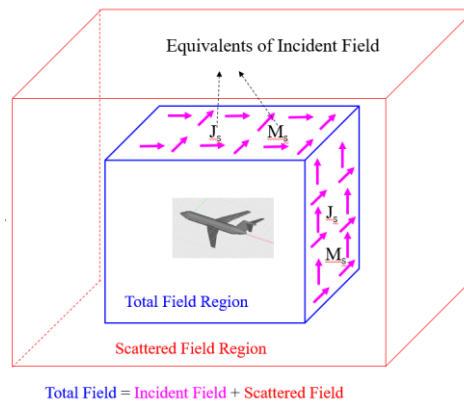 Equivalents of Incident Field
Js Ms
Js
Ms
Total Field Region
Scattered Field Region
Total Field = Incident Field + Scattered Field